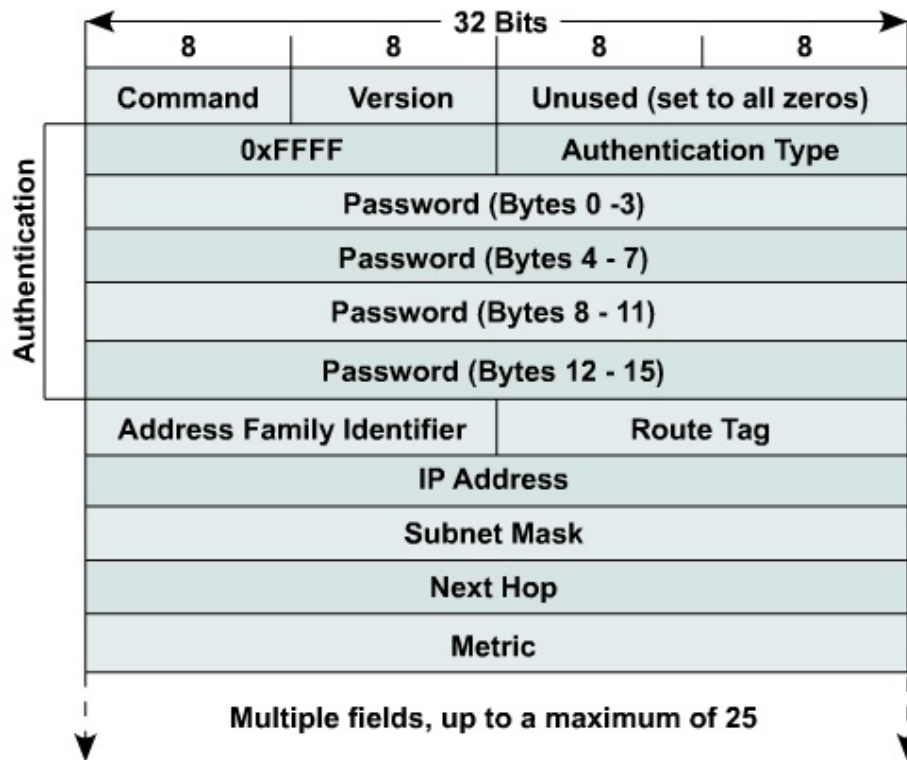 32 Bits
8 8 8 8
Command Version Unused (set to all zeros)
Authentication
0xFFFF Authentication Type
Password (Bytes 0 -3)
Password (Bytes 4 - 7)
Password (Bytes 8 - 11)
Password (Bytes 12 - 15)
Address Family Identifier Route Tag
IP Address
Subnet Mask
Next Hop
Metric
Multiple fields, up to a maximum of 25